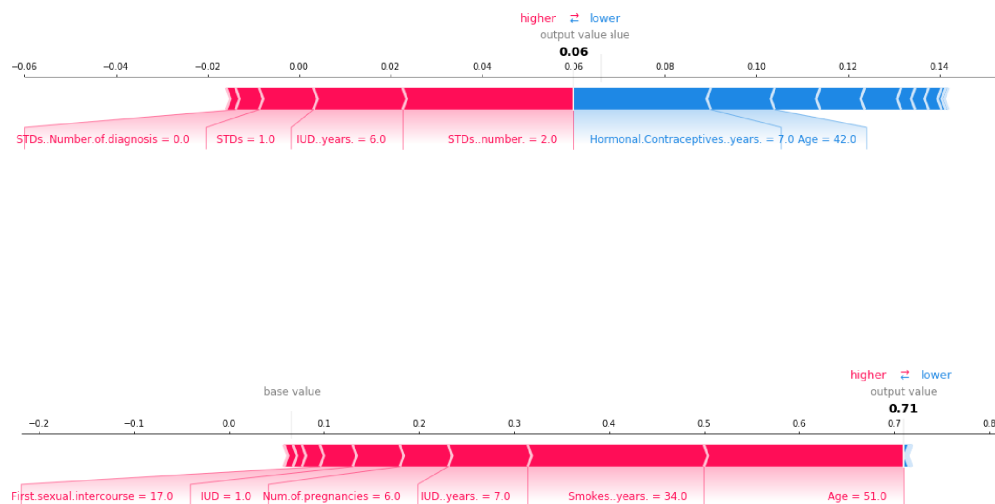 higher ⇄ lower
output value
0.06
−0.06 −0.04 −0.02 0.00 0.02 0.04 0.06 0.08 0.10 0.12 0.14
STDs..Number.of.diagnosis = 0.0 STDs = 1.0 IUD..years. = 6.0 STDs..number. = 2.0 Hormonal.Contraceptives..years. = 7.0 Age = 42.0
higher ⇄ lower
base value output value
0.71
−0.2 −0.1 0.0 0.1 0.2 0.3 0.4 0.5 0.6 0.7 0.8
First.sexual.intercourse = 17.0 IUD = 1.0 Num.of.pregnancies = 6.0 IUD..years. = 7.0 Smokes..years. = 34.0 Age = 51.0